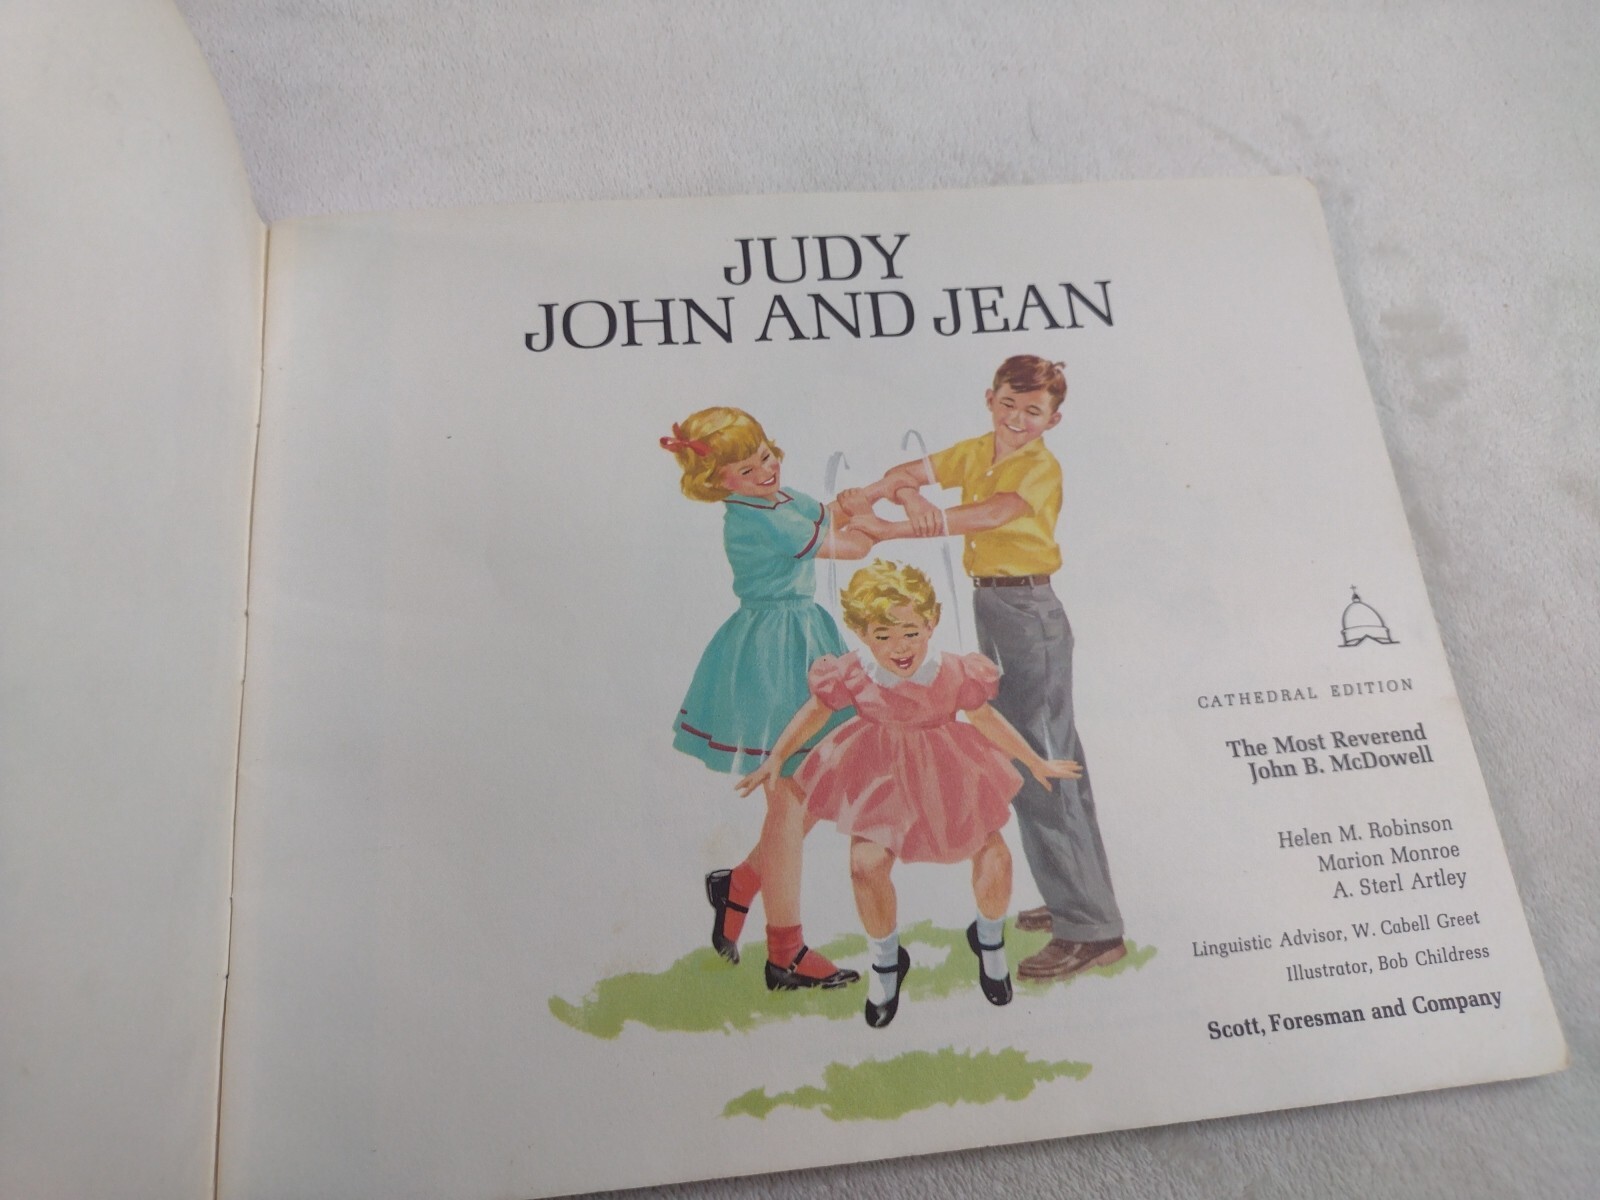 JUDY
JOHN AND JEAN
CATHEDRAL EDITION
The Most Reverend
John B. McDowell
Helen M. Robinson
Marion Monroe
A. Sterl Artley
Linguistic Advisor, W. Cabell Greet
Illustrator, Bob Childress
Scott, Foresman and Company